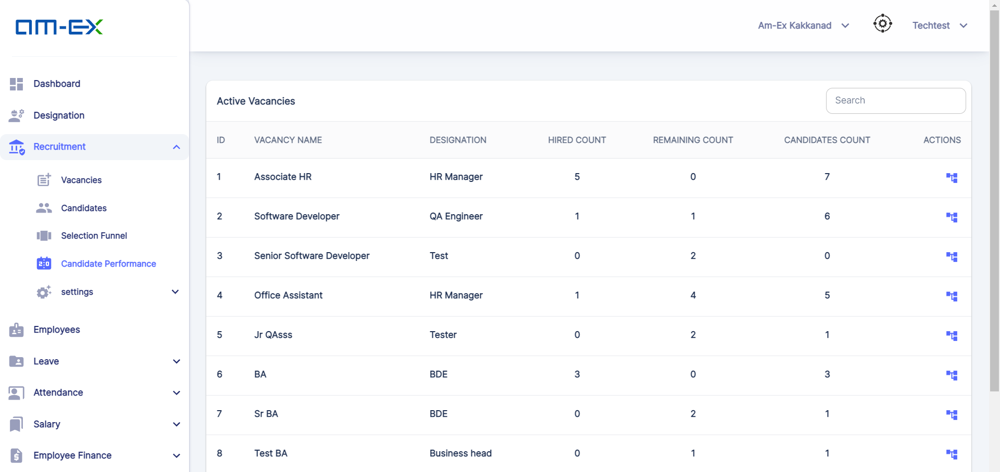 am-ex
Am-Ex Kakkanad
Techtest
Dashboard
Designation
Recruitment
Vacancies
Candidates
Selection Funnel
2:0 Candidate Performance
settings
Employees
Leave
Attendance
Salary
$ Employee Finance
Active Vacancies
Search
ID VACANCY NAME DESIGNATION HIRED COUNT REMAINING COUNT CANDIDATES COUNT ACTIONS
1 Associate HR HR Manager 5 0 7
2 Software Developer QA Engineer 1 1 6
3 Senior Software Developer Test 0 2 0
4 Office Assistant HR Manager 1 4 5
5 Jr QAsss Tester 0 2 1
6 BA BDE 3 0 3
7 Sr BA BDE 0 2 1
8 Test BA Business head 0 1 1